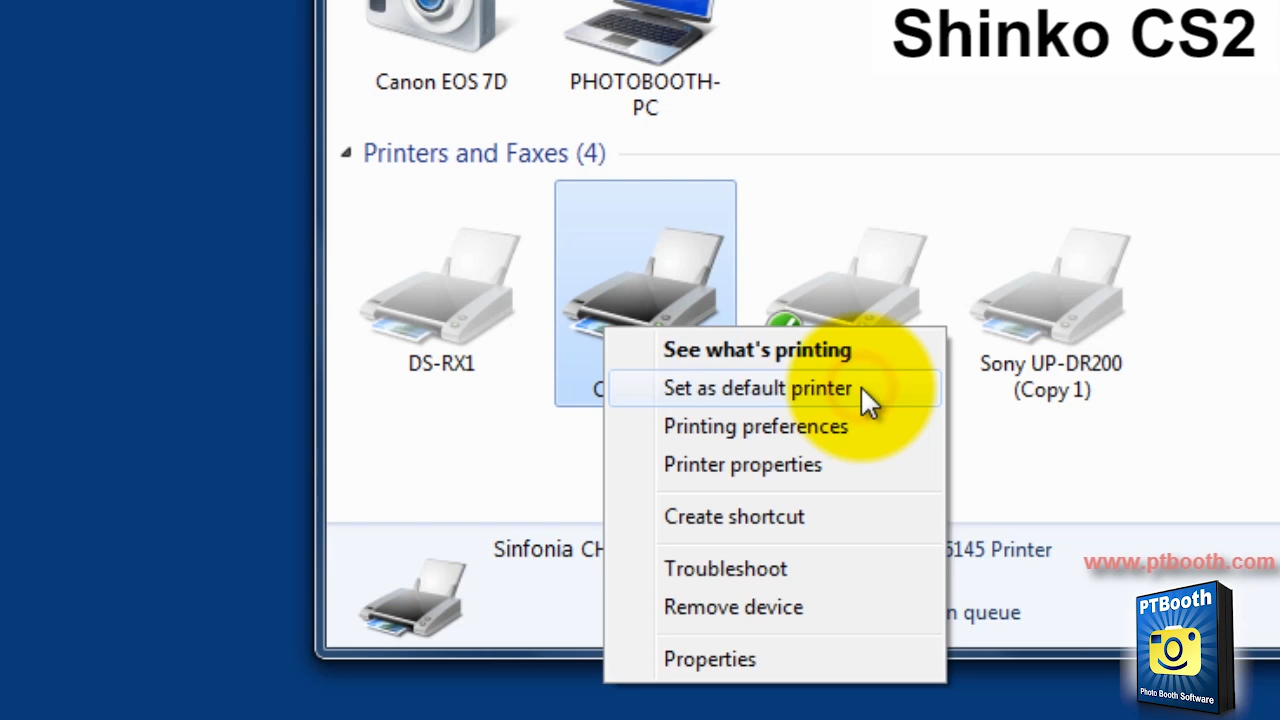 Shinko CS2
Canon EOS 7D
PHOTOBOOTH-
PC
Printers and Faxes (4)
DS-RX1
Sony UP-DR200
(Copy 1)
See what's printing
Set as default printer
Printing preferences
Printer properties
Create shortcut
Troubleshoot
Remove device
Properties
Sinfonia CH
6145 Printer
n queue
www.ptbooth.com
PTBooth
Photo Booth Software